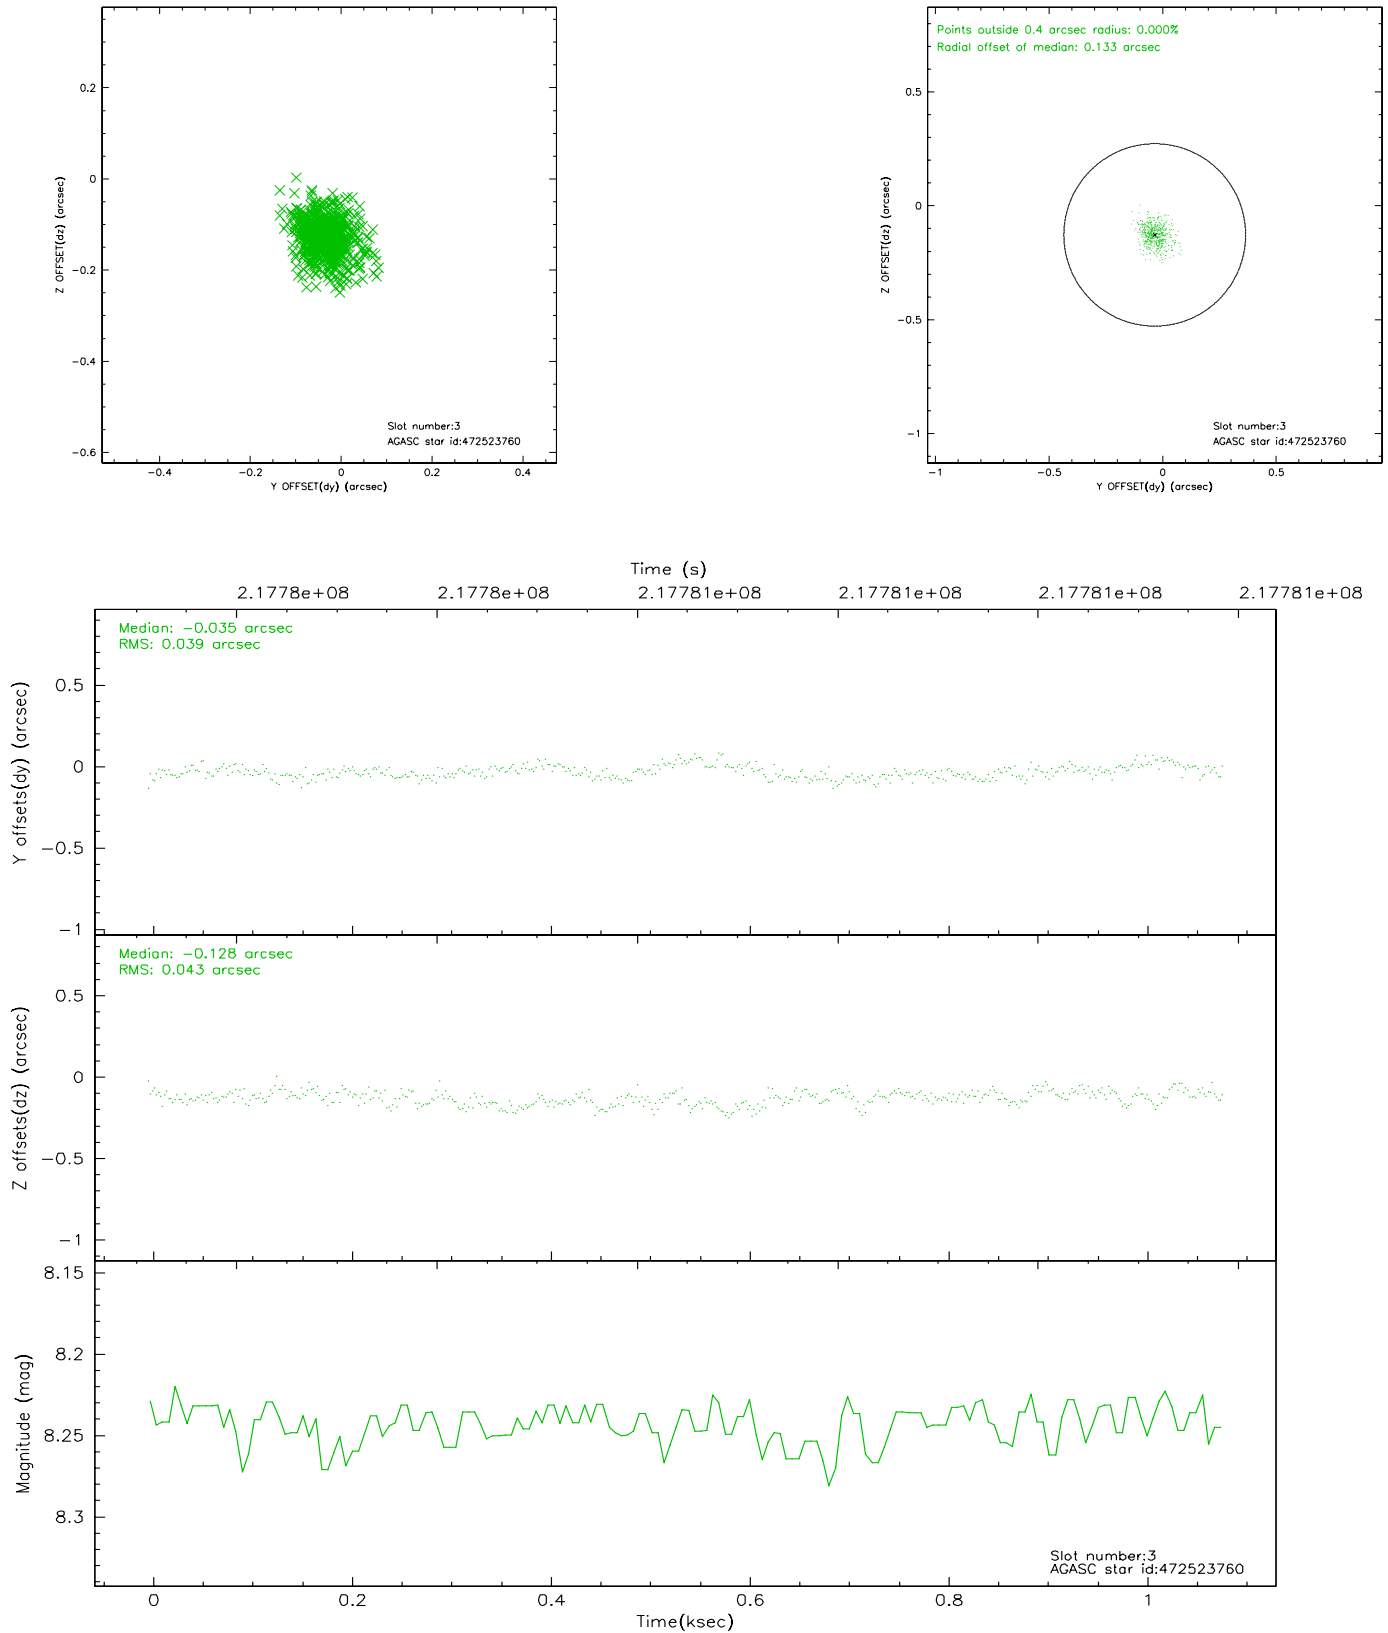 Points outside 0.4 arcsec radius: 0.000%
Radial offset of median: 0.133 arcsec
0.2
0
-0.2
-0.4
-0.6
Z OFFSET(dz) (arcsec)
Slot number:3
AGASC star id:472523760
-0.4
-0.2
0
0.2
0.4
Y OFFSET(dy) (arcsec)
0.5
0
-0.5
-1
Z OFFSET(dz) (arcsec)
Slot number:3
AGASC star id:472523760
-1
-0.5
0
0.5
Y OFFSET(dy) (arcsec)
Time (s)
2.1778e+08
2.1778e+08
2.17781e+08
2.17781e+08
2.17781e+08
2.17781e+08
Median: -0.035 arcsec
RMS: 0.039 arcsec
0.5
0
-0.5
-1
Y offsets(dy) (arcsec)
Median: -0.128 arcsec
RMS: 0.043 arcsec
0.5
0
-0.5
-1
Z offsets(dz) (arcsec)
8.15
8.2
8.25
8.3
Magnitude (mag)
Slot number:3
AGASC star id:472523760
0
0.2
0.4
0.6
0.8
1
Time(ksec)